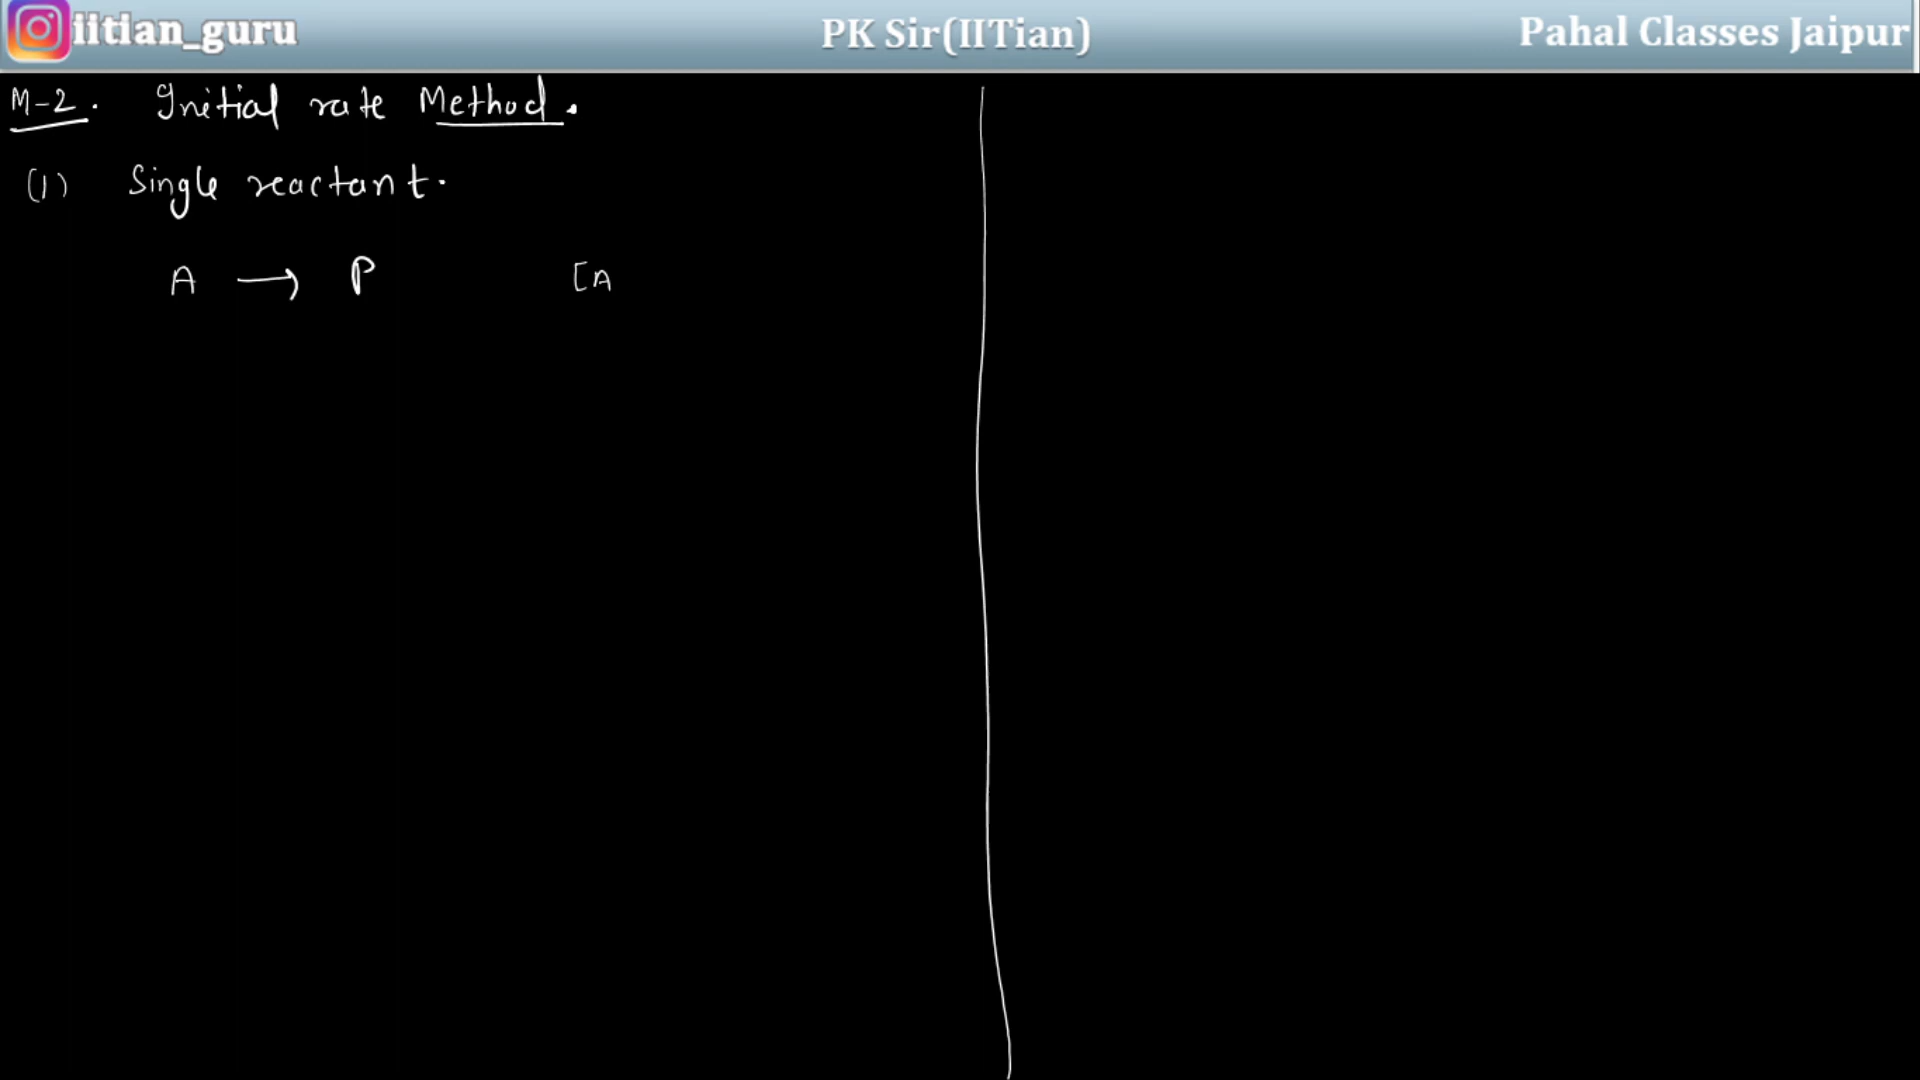 iitian_guru PK Sir(IITian) Pahal Classes Jaipur
M-2. Initial rate Method.
(1) Single reactant.
A → P [A